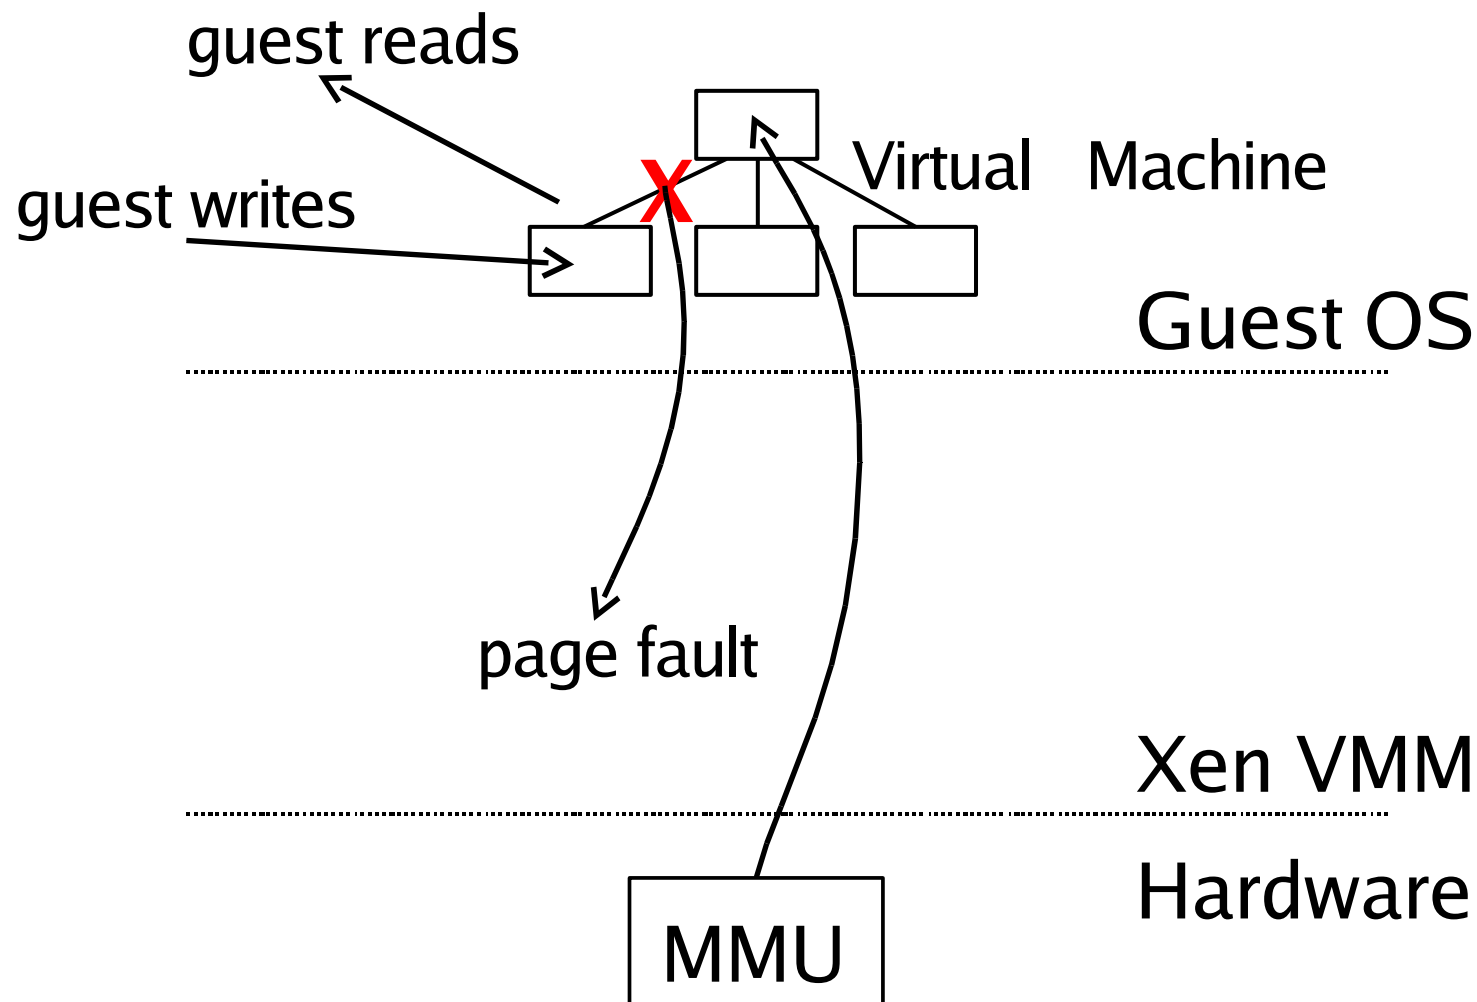 guest reads
Virtual Machine
guest writes
X
Guest OS
page fault
Xen VMM
Hardware
MMU